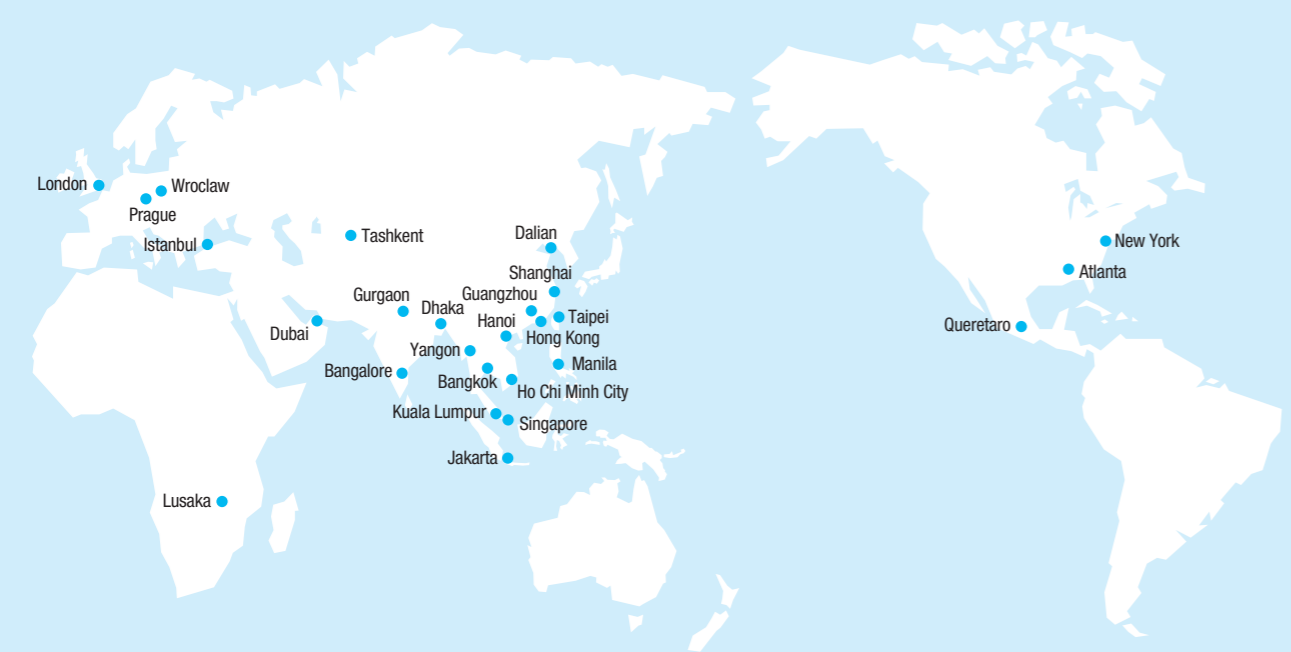 London
Wroclaw
Prague
Istanbul
Tashkent
Dalian
New York
Shanghai
Atlanta
Gurgaon
Guangzhou
Dhaka
Dubai
Hanoi
Taipei
Queretaro
Hong Kong
Yangon
Manila
Bangalore
Bangkok
Ho Chi Minh City
Kuala Lumpur
Singapore
Jakarta
Lusaka